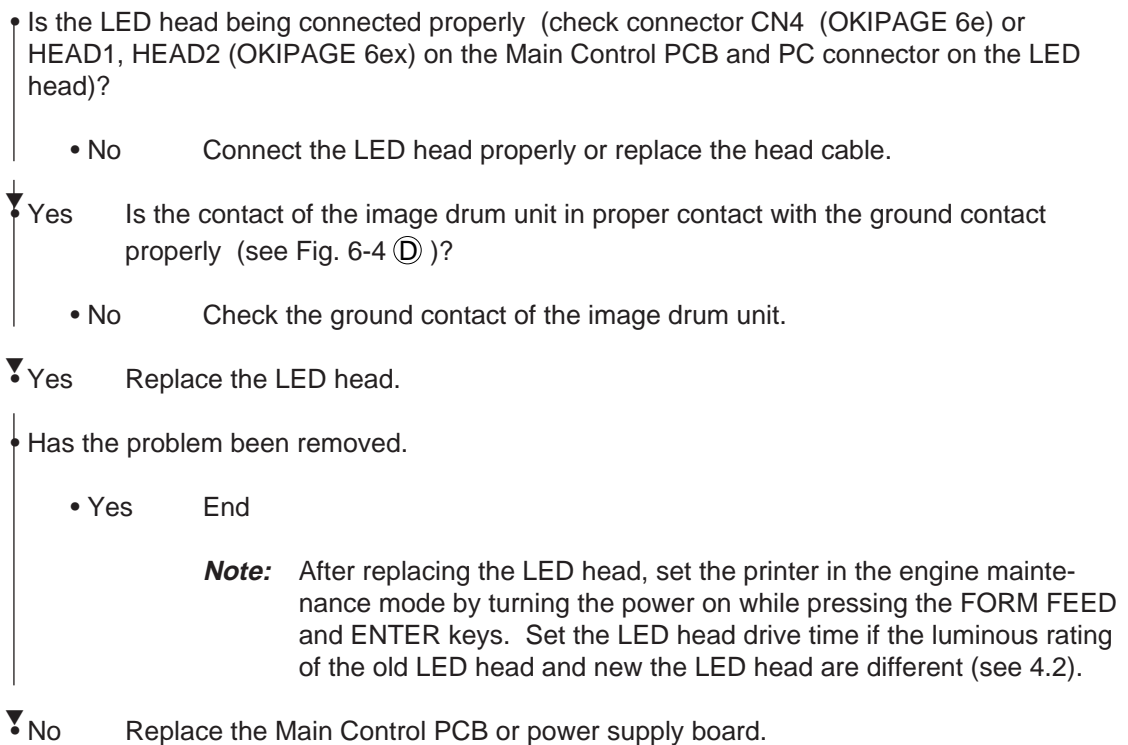 • Is the LED head being connected properly (check connector CN4 (OKIPAGE 6e) or
HEAD1, HEAD2 (OKIPAGE 6ex) on the Main Control PCB and PC connector on the LED
head)?
• No Connect the LED head properly or replace the head cable.
• Yes Is the contact of the image drum unit in proper contact with the ground contact
properly (see Fig. 6-4 Ⓓ )?
• No Check the ground contact of the image drum unit.
• Yes Replace the LED head.
• Has the problem been removed.
• Yes End
Note: After replacing the LED head, set the printer in the engine mainte-
nance mode by turning the power on while pressing the FORM FEED
and ENTER keys. Set the LED head drive time if the luminous rating
of the old LED head and new the LED head are different (see 4.2).
• No Replace the Main Control PCB or power supply board.